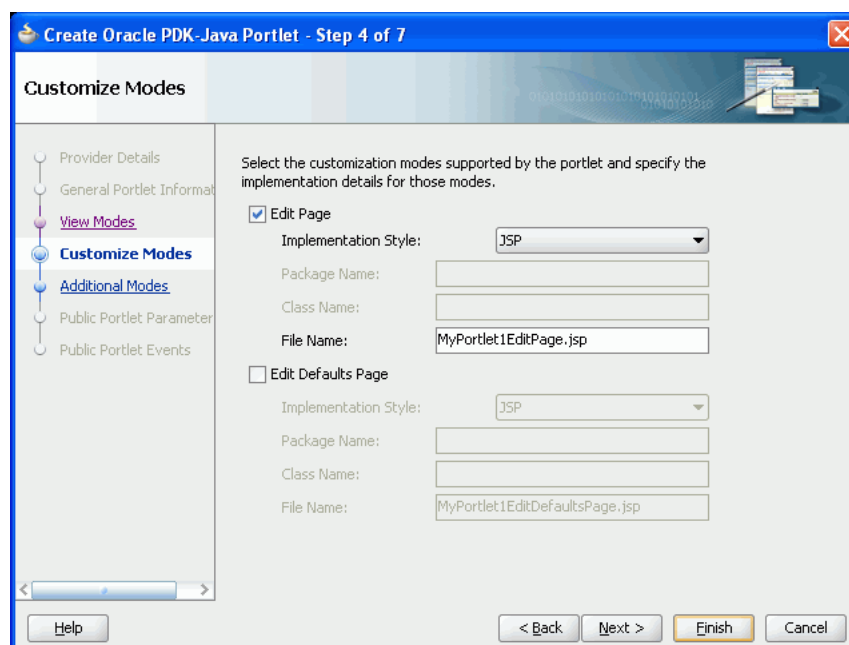 Create Oracle PDK-Java Portlet - Step 4 of 7
Customize Modes
Provider Details
General Portlet Informat
View Modes
Customize Modes
Additional Modes
Public Portlet Parameter
Public Portlet Events
Select the customization modes supported by the portlet and specify the
implementation details for those modes.
Edit Page
Implementation Style: JSP
Package Name:
Class Name:
File Name: MyPortlet1EditPage.jsp
Edit Defaults Page
Implementation Style: JSP
Package Name:
Class Name:
File Name: MyPortlet1EditDefaultsPage.jsp
Help < Back Next > Finish Cancel